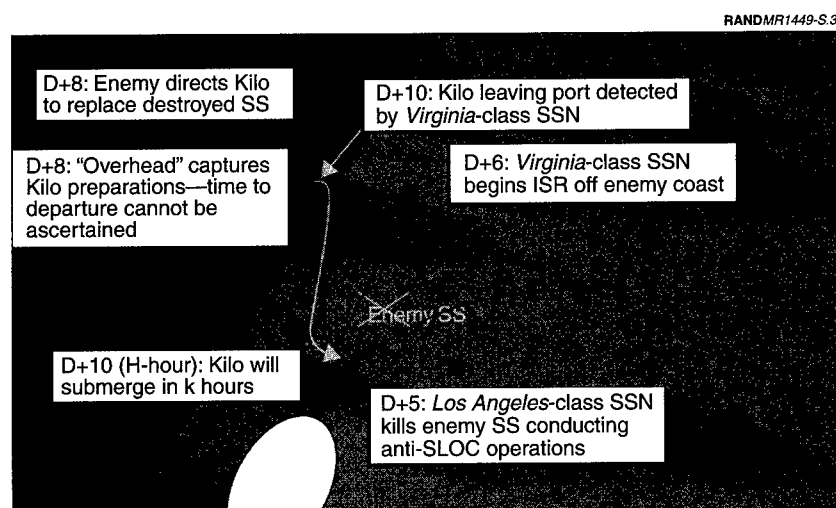 RANDMR1449-S.3
D+8: Enemy directs Kilo
to replace destroyed SS
D+10: Kilo leaving port detected
by Virginia-class SSN
D+8: “Overhead” captures
Kilo preparations—time to
departure cannot be
ascertained
D+6: Virginia-class SSN
begins ISR off enemy coast
Enemy SS
D+10 (H-hour): Kilo will
submerge in k hours
D+5: Los Angeles-class SSN
kills enemy SS conducting
anti-SLOC operations